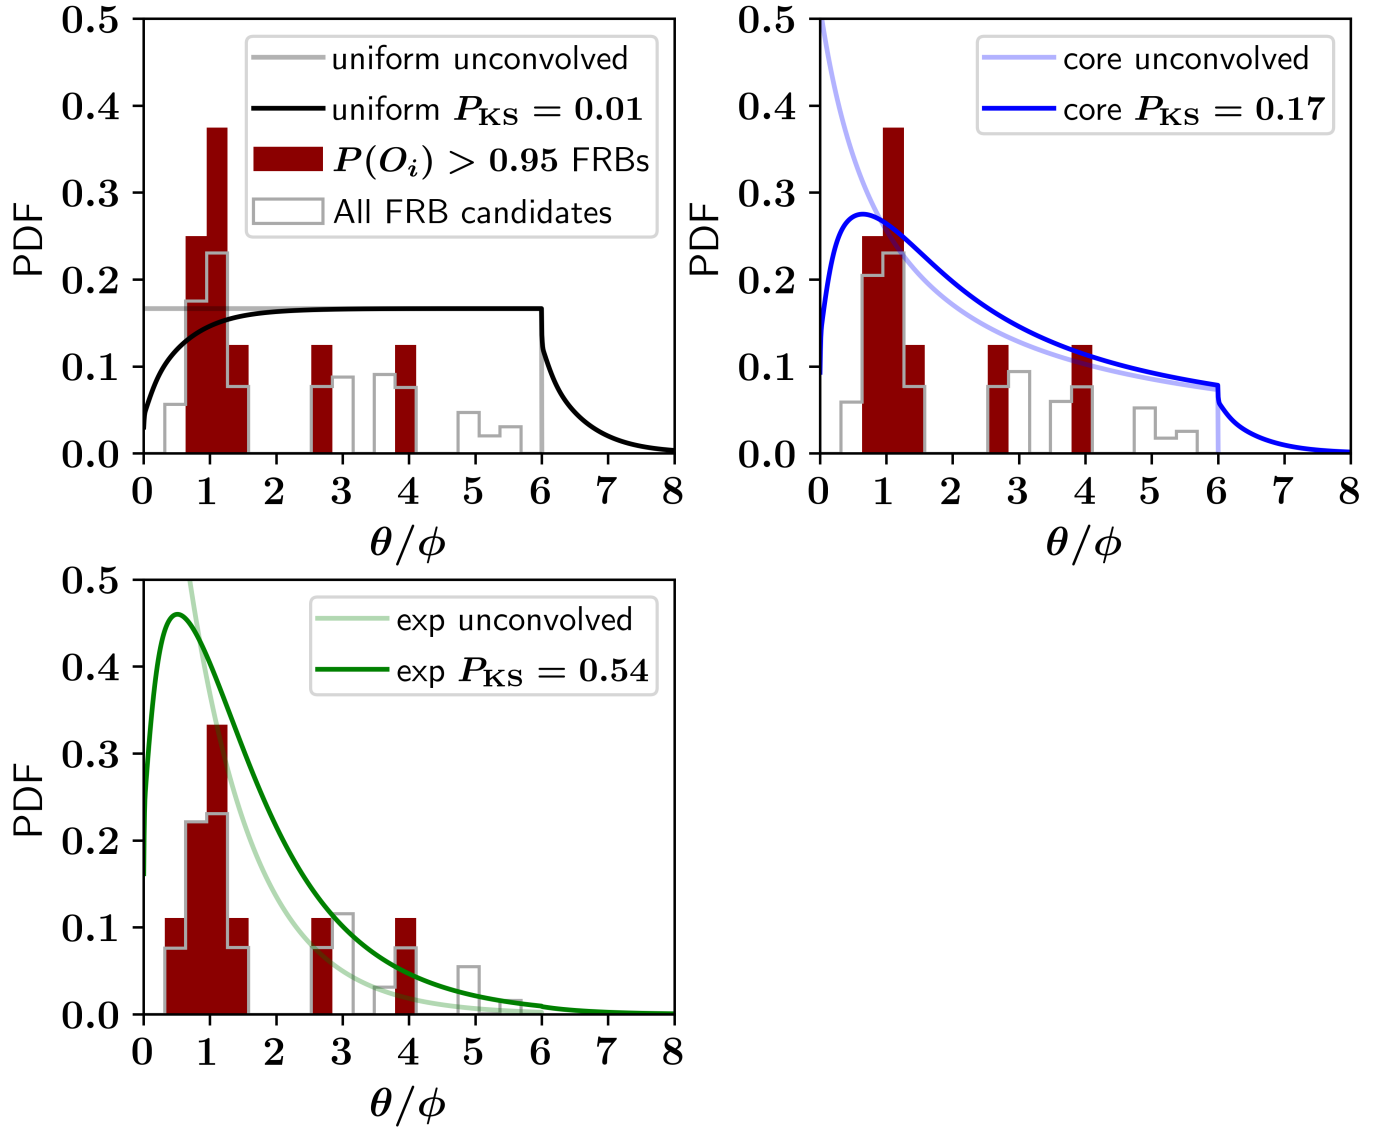 0.5
0.4
0.3
0.2
0.1
0.0
PDF
uniform unconvolved
uniform P_KS = 0.01
P(O_i) > 0.95 FRBs
All FRB candidates
0 1 2 3 4 5 6 7 8
θ/ϕ
0.5
0.4
0.3
0.2
0.1
0.0
PDF
core unconvolved
core P_KS = 0.17
0 1 2 3 4 5 6 7 8
θ/ϕ
0.5
0.4
0.3
0.2
0.1
0.0
PDF
exp unconvolved
exp P_KS = 0.54
0 1 2 3 4 5 6 7 8
θ/ϕ